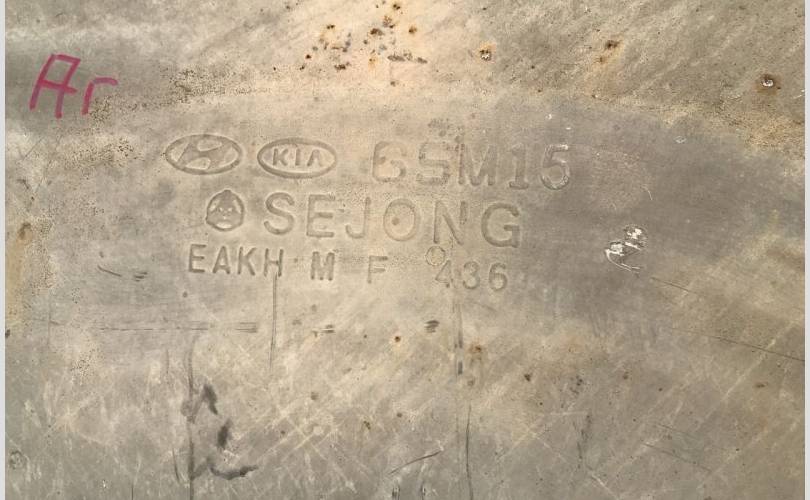 Ar
KIA 6SM15
SEJONG
EAKH M F 436